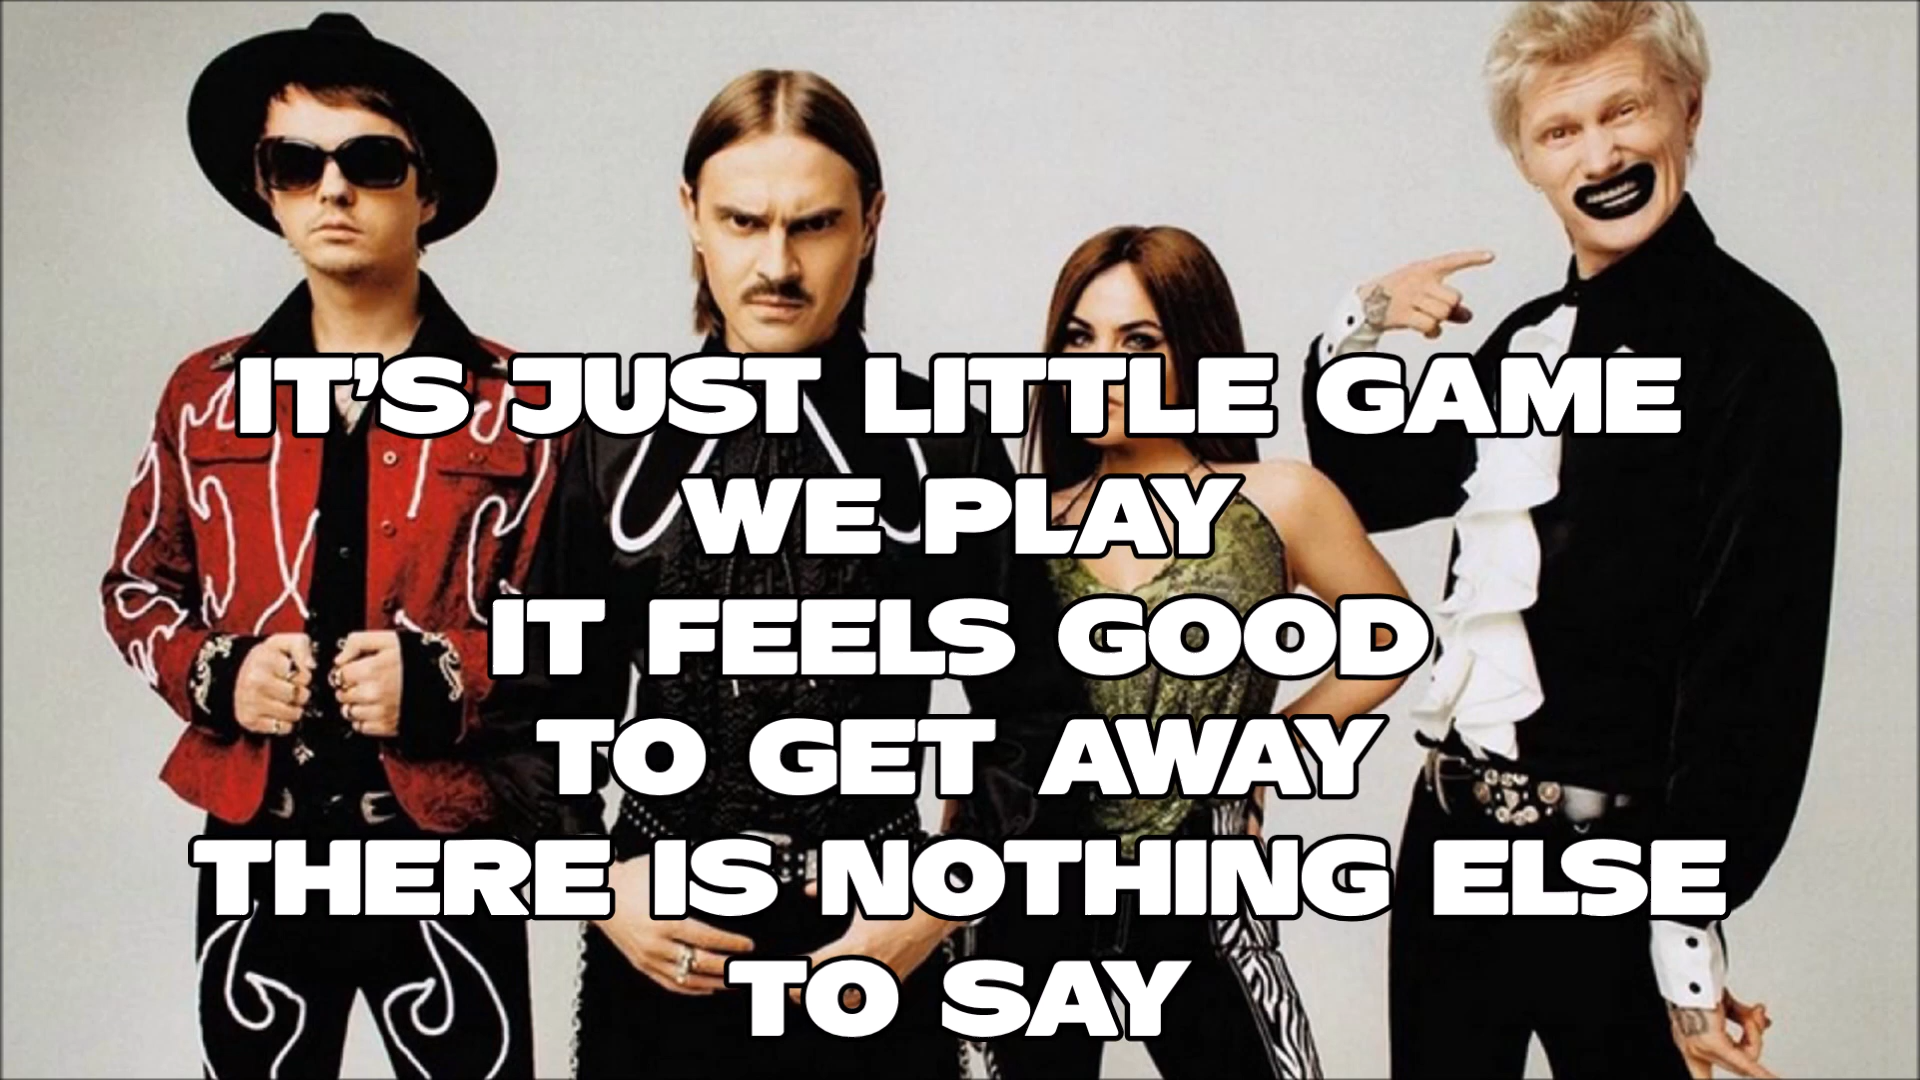 IT'S JUST LITTLE GAME
WE PLAY
IT FEELS GOOD
TO GET AWAY
THERE IS NOTHING ELSE
TO SAY